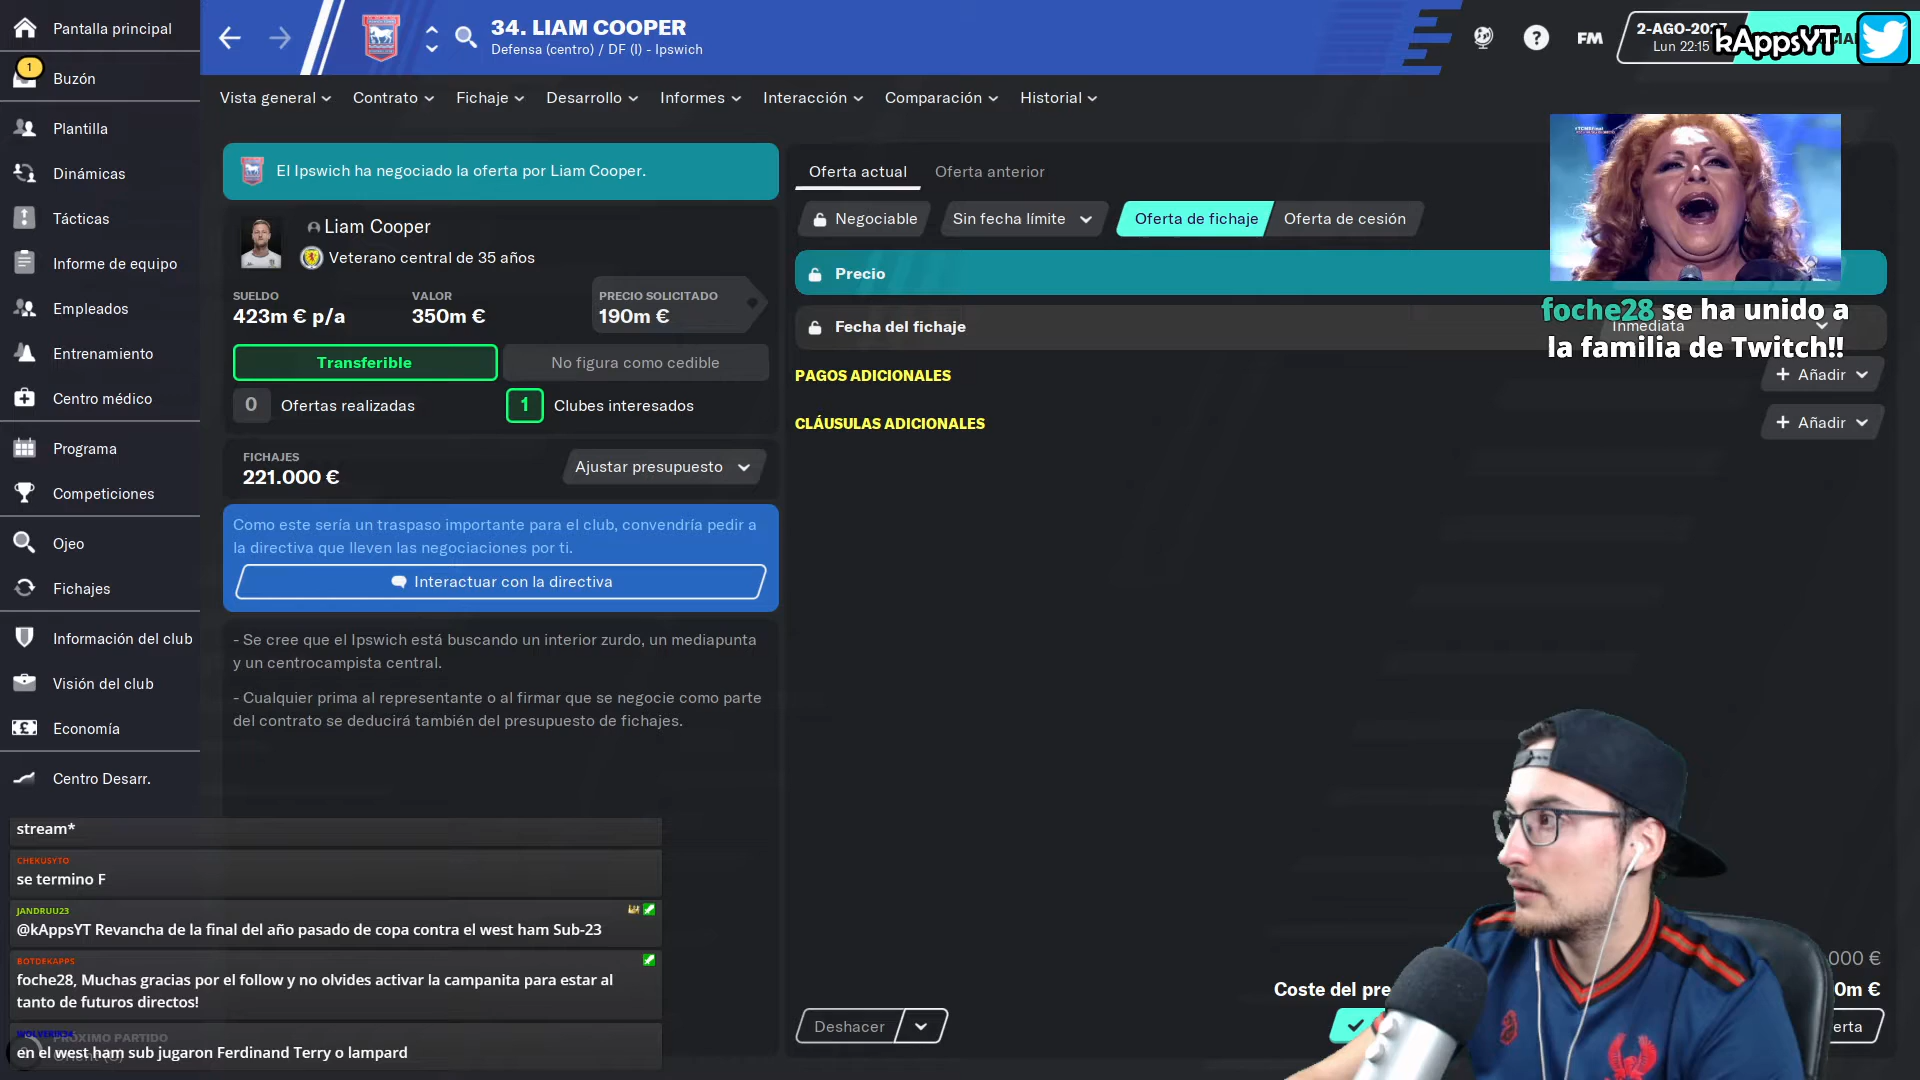 Pantalla principal
1
Buzón
Plantilla
Dinámicas
Tácticas
Informe de equipo
Empleados
Entrenamiento
Centro médico
Programa
Competiciones
Ojeo
Fichajes
Información del club
Visión del club
Economía
Centro Desarr.
34. LIAM COOPER
Defensa (centro) / DF (I) - Ipswich
FM
2-AGO-202
Lun 22:15
kAppsYT
Vista general
Contrato
Fichaje
Desarrollo
Informes
Interacción
Comparación
Historial
El Ipswich ha negociado la oferta por Liam Cooper.
Liam Cooper
Veterano central de 35 años
SUELDO
423m € p/a
VALOR
350m €
PRECIO SOLICITADO
190m €
Transferible
No figura como cedible
0 Ofertas realizadas
1 Clubes interesados
FICHAJES
221.000 €
Ajustar presupuesto
Como este sería un traspaso importante para el club, convendría pedir a
la directiva que lleven las negociaciones por ti.
Interactuar con la directiva
- Se cree que el Ipswich está buscando un interior zurdo, un mediapunta
y un centrocampista central.
- Cualquier prima al representante o al firmar que se negocie como parte
del contrato se deducirá también del presupuesto de fichajes.
Oferta actual
Oferta anterior
Negociable
Sin fecha límite
Oferta de fichaje
Oferta de cesión
Precio
Fecha del fichaje
Inmediata
PAGOS ADICIONALES
+ Añadir
CLÁUSULAS ADICIONALES
+ Añadir
foche28 se ha unido a
la familia de Twitch!!
stream*
CHEKUSYTO
se termino F
JANDRUU23
@kAppsYT Revancha de la final del año pasado de copa contra el west ham Sub-23
BOTDEKAPPS
foche28, Muchas gracias por el follow y no olvides activar la campanita para estar al
tanto de futuros directos!
PRÓXIMO PARTIDO
en el west ham sub jugaron Ferdinand Terry o lampard
Deshacer
000 €
Coste del pre
0m €
erta